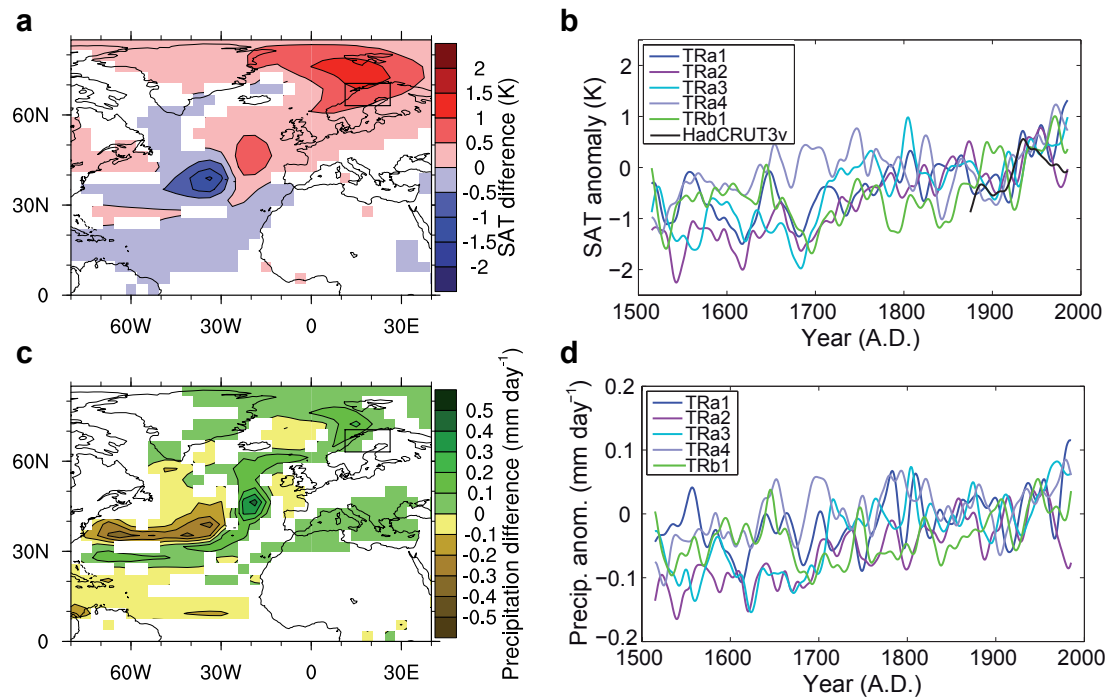 a
60N
30N
0
60W 30W 0 30E
2
1.5
1
0.5
0
-0.5
-1
-1.5
-2
SAT difference (K)
b
TRa1
TRa2
TRa3
TRa4
TRb1
HadCRUT3v
SAT anomaly (K)
2
1
0
−1
−2
1500 1600 1700 1800 1900 2000
Year (A.D.)
c
60N
30N
0
60W 30W 0 30E
0.5
0.4
0.3
0.2
0.1
0
-0.1
-0.2
-0.3
-0.4
-0.5
Precipitation difference (mm day⁻¹)
d
TRa1
TRa2
TRa3
TRa4
TRb1
Precip. anom. (mm day⁻¹)
0.2
0.1
0
−0.1
−0.2
1500 1600 1700 1800 1900 2000
Year (A.D.)